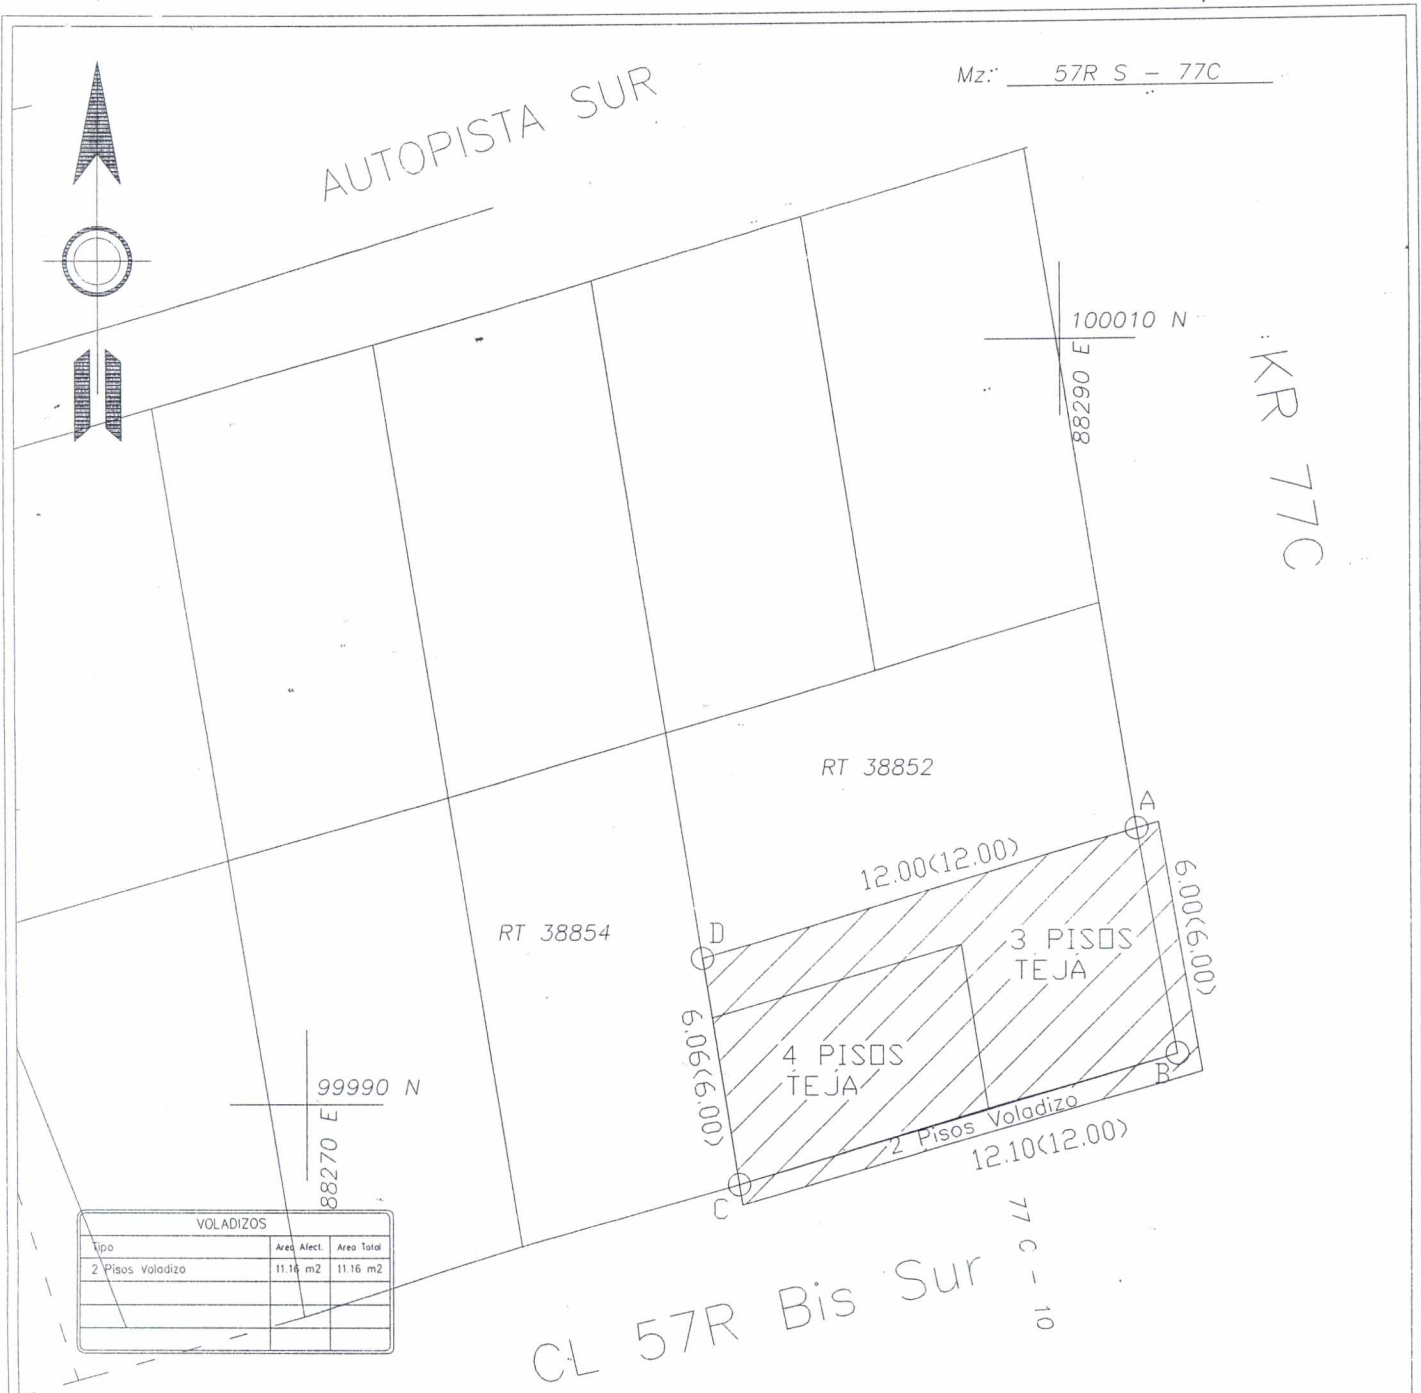 Mz: 57R S - 77C
AUTOPISTA SUR
100010 N
88290 E
KR 77C
RT 38852
A
12.00(12.00)
6.00(6.00)
RT 38854
D
3 PISOS
TEJA
6.06(6.00)
4 PISOS
TEJA
B
99990 N
88270 E
2 Pisos Voladizo
12.10(12.00)
C
77 C - 10
VOLADIZOS
Tipo Area Afect. Area Total
2 Pisos Voladizo 11.16 m2 11.16 m2
CL 57R Bis Sur